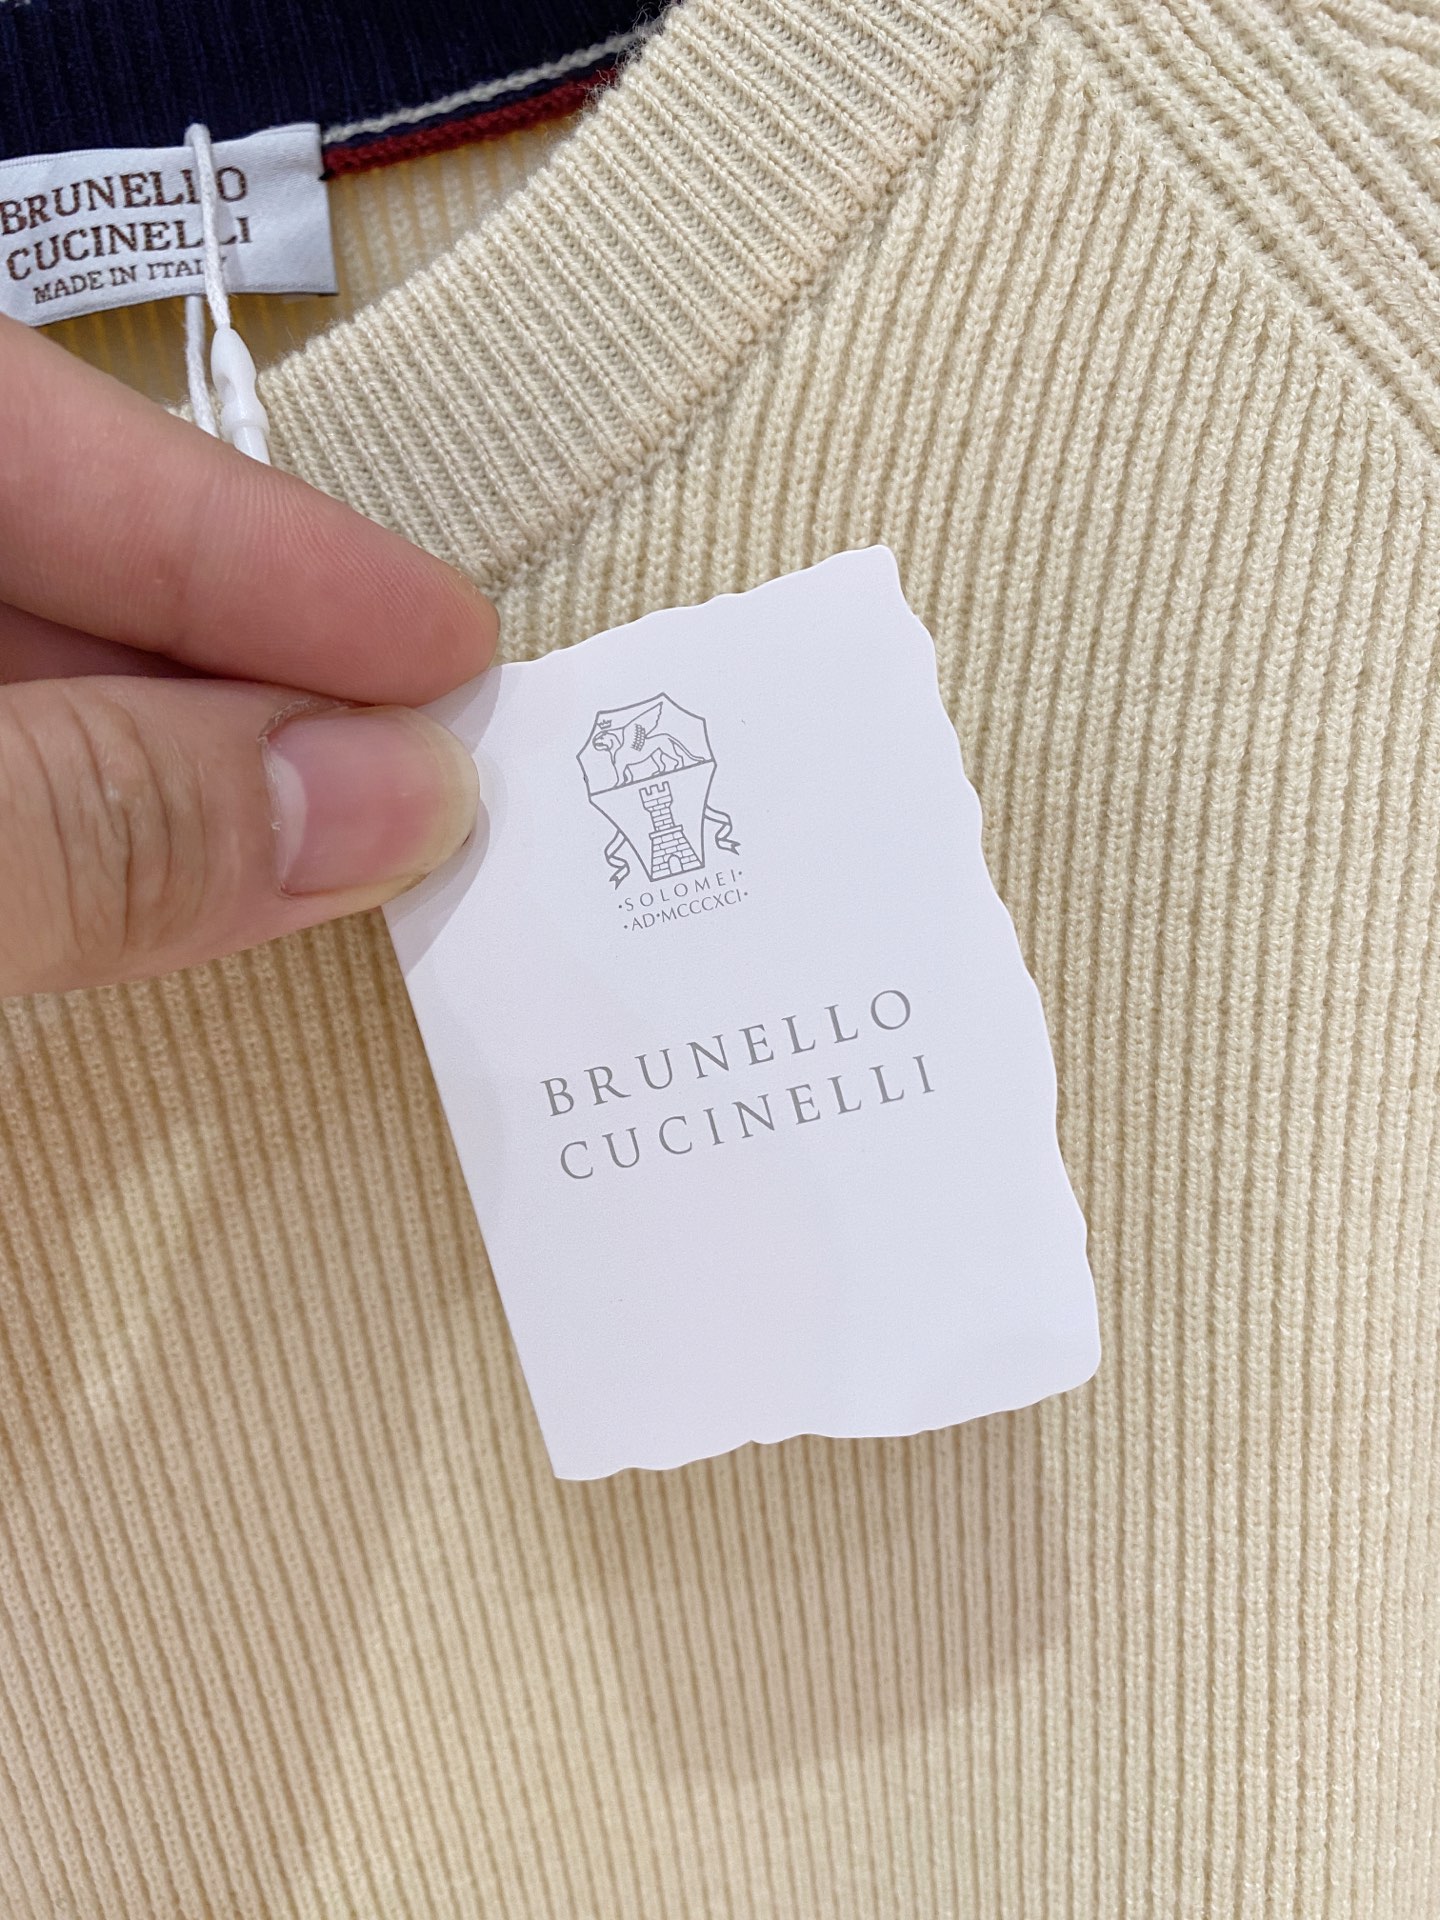 BRUNELLO
CUCINELLI
MADE IN ITALY
·SOLOMEI·
·AD·MCCCXCI·
BRUNELLO
CUCINELLI